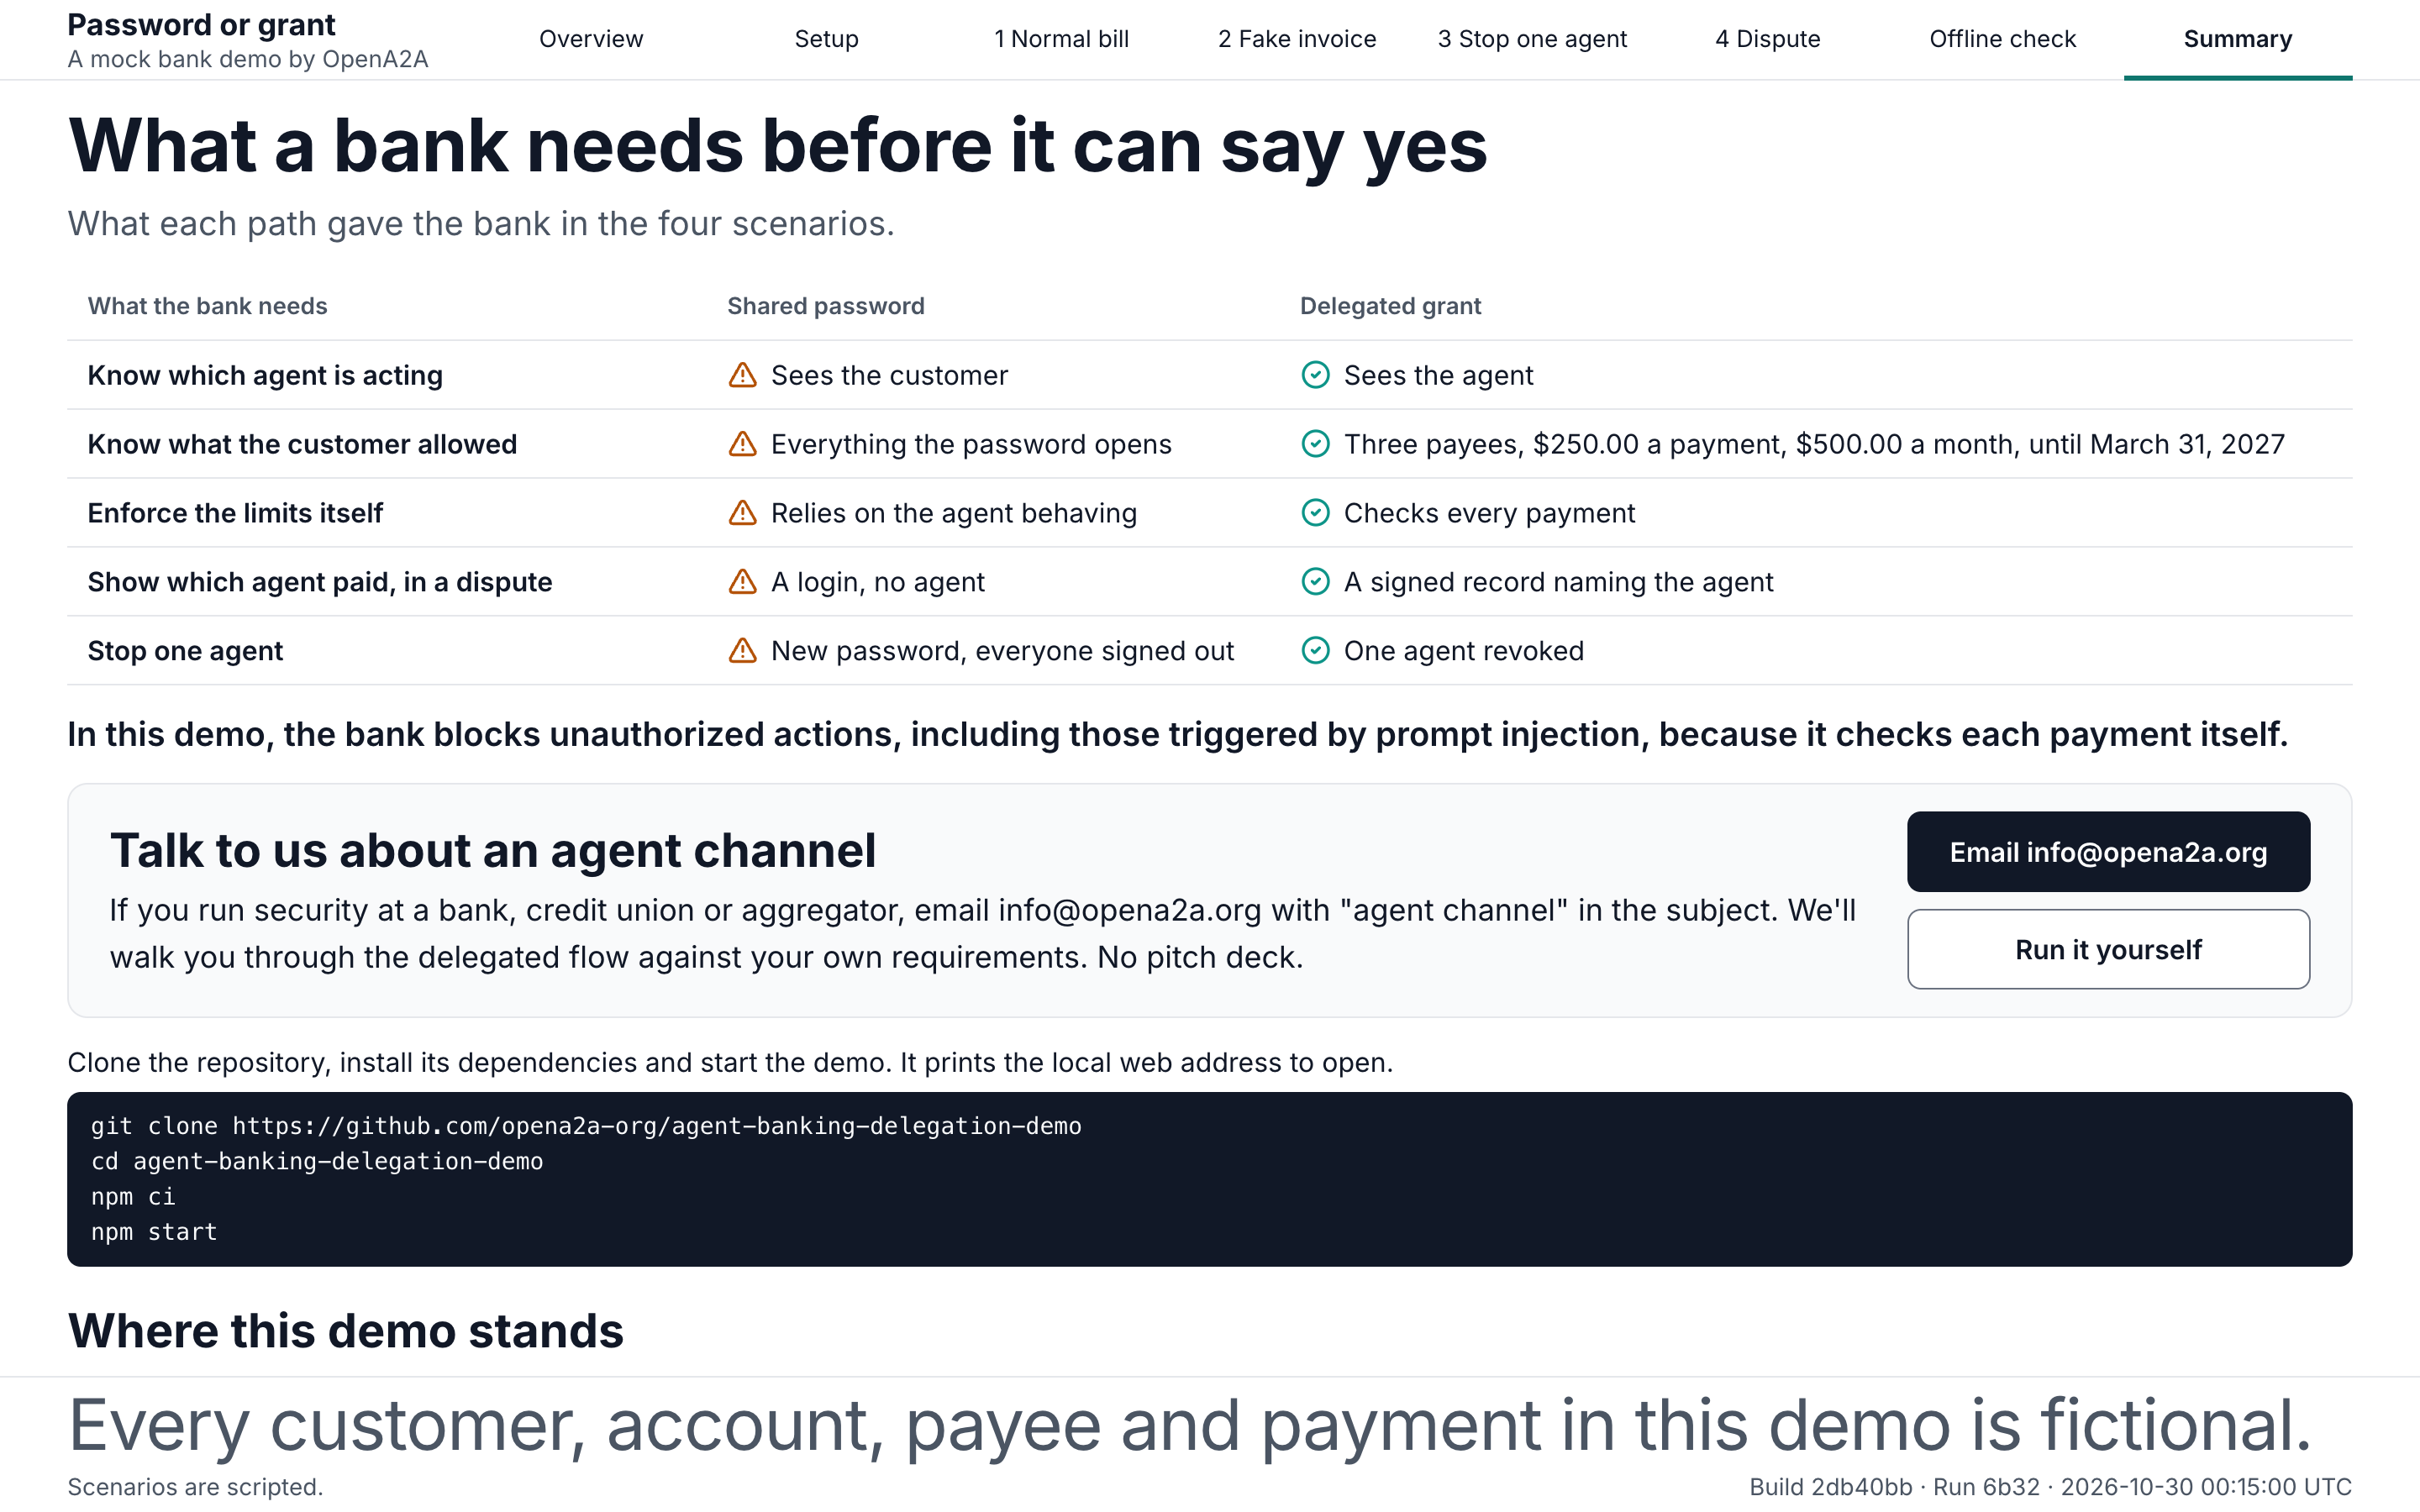 Password or grant
A mock bank demo by OpenA2A
Overview
Setup
1 Normal bill
2 Fake invoice
3 Stop one agent
4 Dispute
Offline check
Summary
What a bank needs before it can say yes
What each path gave the bank in the four scenarios.
What the bank needs
Shared password
Delegated grant
Know which agent is acting
Sees the customer
Sees the agent
Know what the customer allowed
Everything the password opens
Three payees, $250.00 a payment, $500.00 a month, until March 31, 2027
Enforce the limits itself
Relies on the agent behaving
Checks every payment
Show which agent paid, in a dispute
A login, no agent
A signed record naming the agent
Stop one agent
New password, everyone signed out
One agent revoked
In this demo, the bank blocks unauthorized actions, including those triggered by prompt injection, because it checks each payment itself.
Talk to us about an agent channel
If you run security at a bank, credit union or aggregator, email info@opena2a.org with "agent channel" in the subject. We'll
walk you through the delegated flow against your own requirements. No pitch deck.
Email info@opena2a.org
Run it yourself
Clone the repository, install its dependencies and start the demo. It prints the local web address to open.
git clone https://github.com/opena2a-org/agent-banking-delegation-demo
cd agent-banking-delegation-demo
npm ci
npm start
Where this demo stands
Every customer, account, payee and payment in this demo is fictional.
Scenarios are scripted.
Build 2db40bb · Run 6b32 · 2026-10-30 00:15:00 UTC